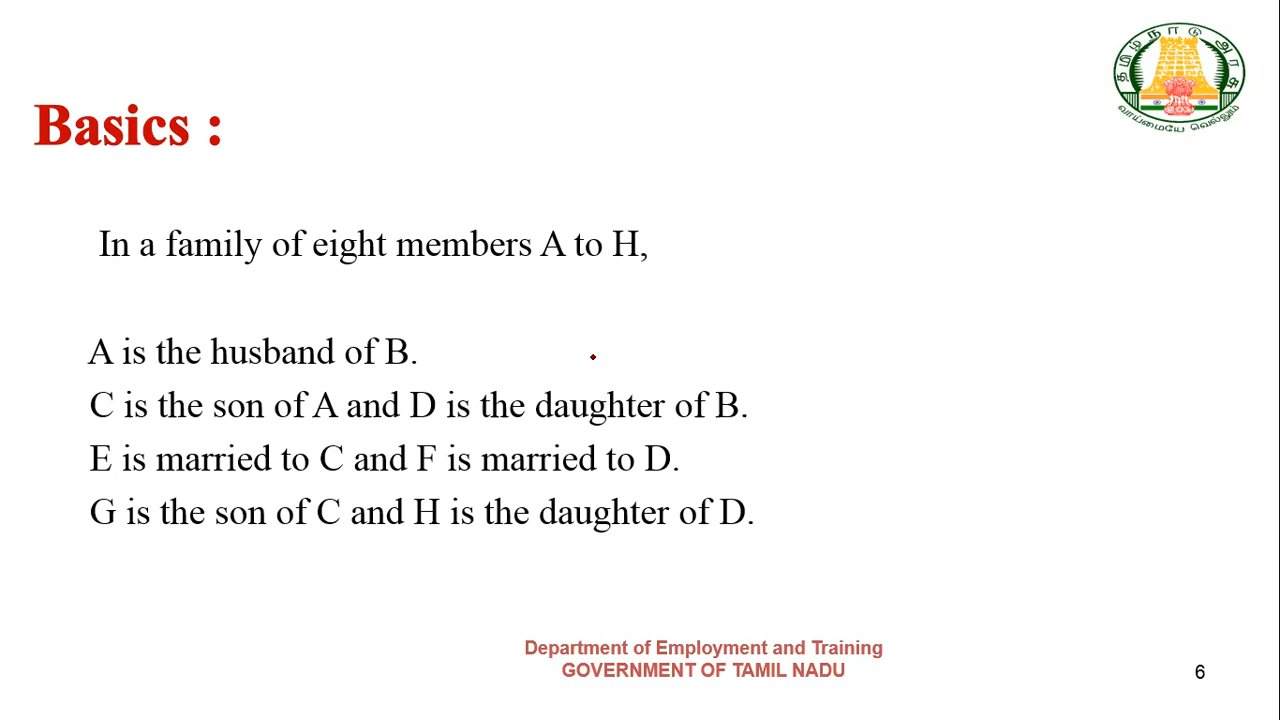 தமிழ்நாடு அரசு
வாய்மையே வெல்லும்
Basics :
In a family of eight members A to H,
A is the husband of B.
C is the son of A and D is the daughter of B.
E is married to C and F is married to D.
G is the son of C and H is the daughter of D.
Department of Employment and Training
GOVERNMENT OF TAMIL NADU
6